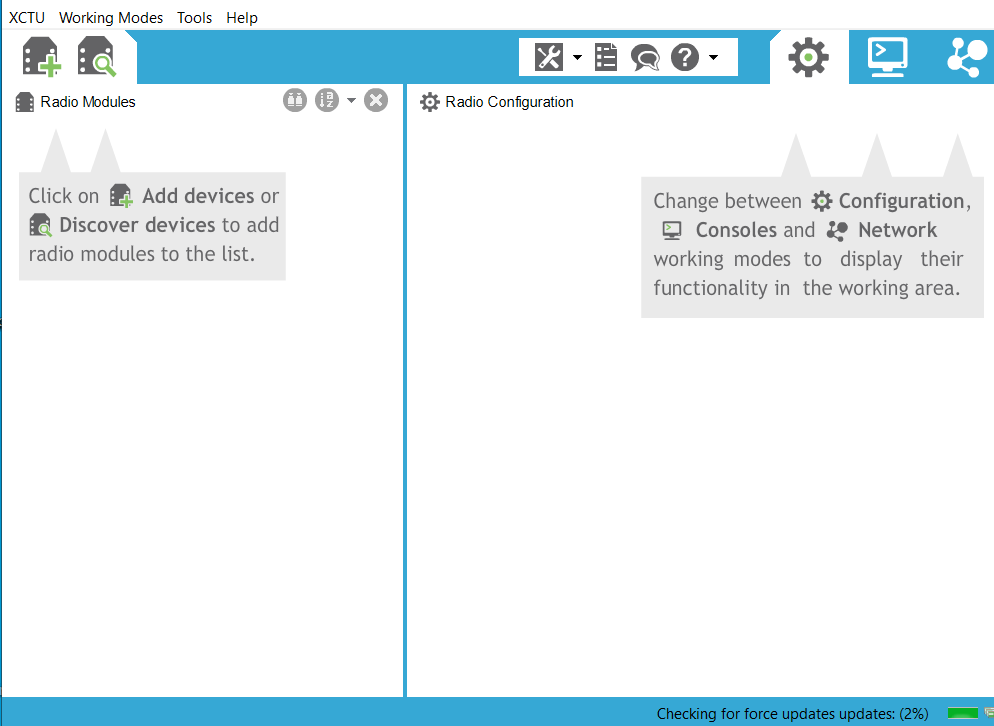 XCTU Working Modes Tools Help
Radio Modules
Radio Configuration
Click on Add devices or
Discover devices to add
radio modules to the list.
Change between Configuration,
Consoles and Network
working modes to display their
functionality in the working area.
Checking for force updates updates: (2%)